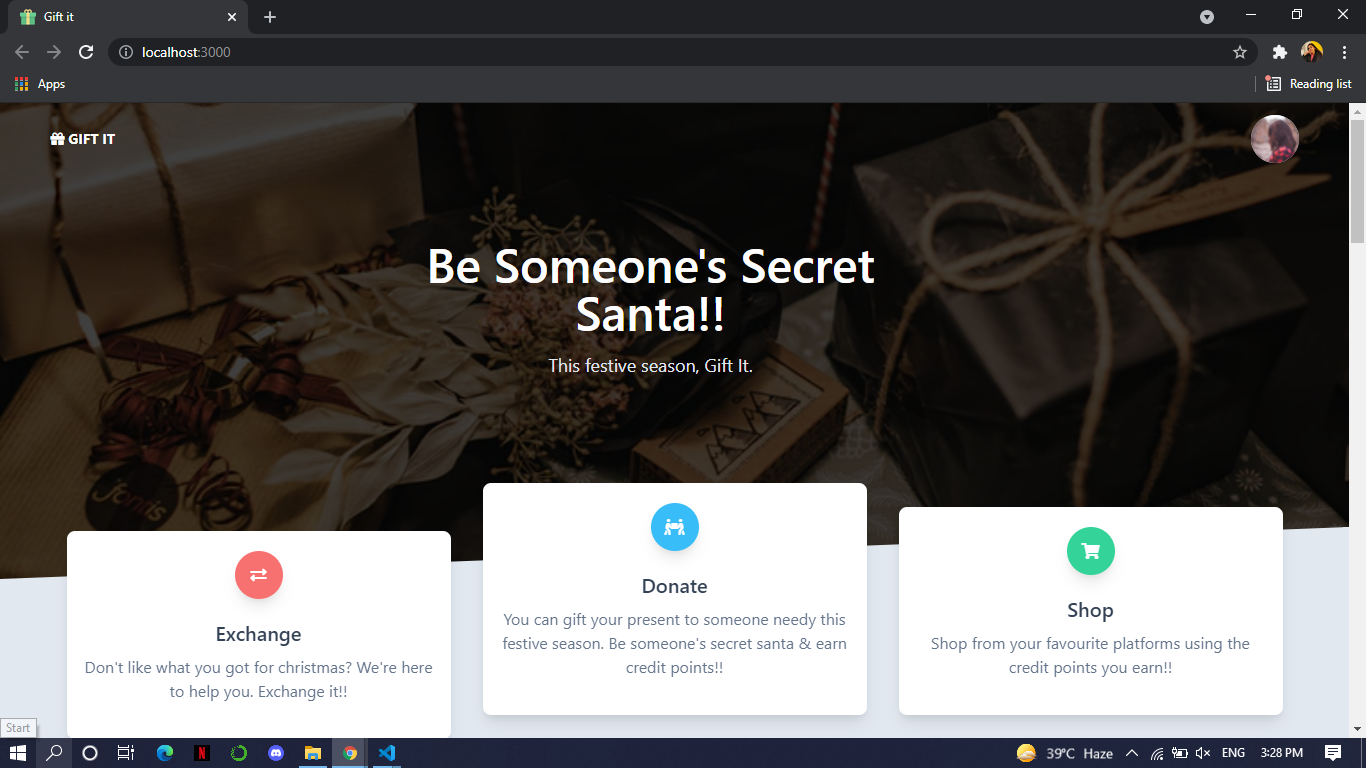 Gift it
localhost:3000
Apps
Reading list
GIFT IT
Be Someone's Secret
Santa!!
This festive season, Gift It.
Exchange
Don't like what you got for christmas? We're here
to help you. Exchange it!!
Donate
You can gift your present to someone needy this
festive season. Be someone's secret santa & earn
credit points!!
Shop
Shop from your favourite platforms using the
credit points you earn!!
Start
N
39°C Haze
ENG
3:28 PM